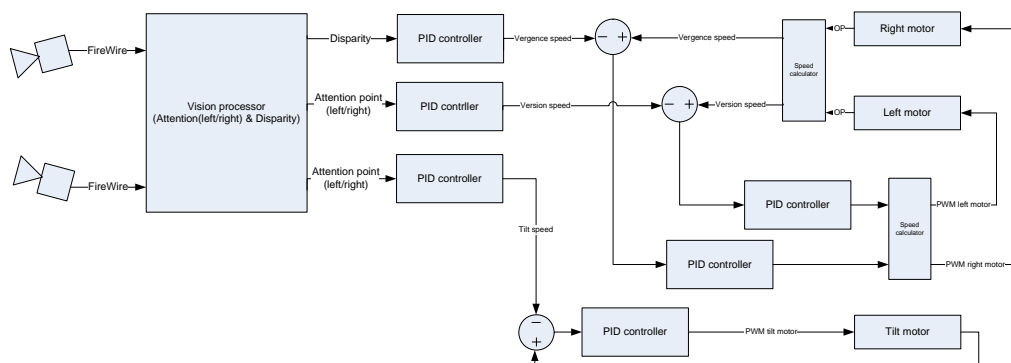 FireWire
FireWire
Vision processor
(Attention(left/right) & Disparity)
Disparity
PID controller
Vergence speed
−
+
Vergence speed
Speed
calculator
OP
Right motor
Attention point
(left/right)
PID contrller
Version speed
−
+
Version speed
OP
Left motor
Attention point
(left/right)
PID controller
Tilt speed
PID controller
Speed
calculator
PWM left motor
PID controller
PWM right motor
−
+
PID controller
PWM tilt motor
Tilt motor